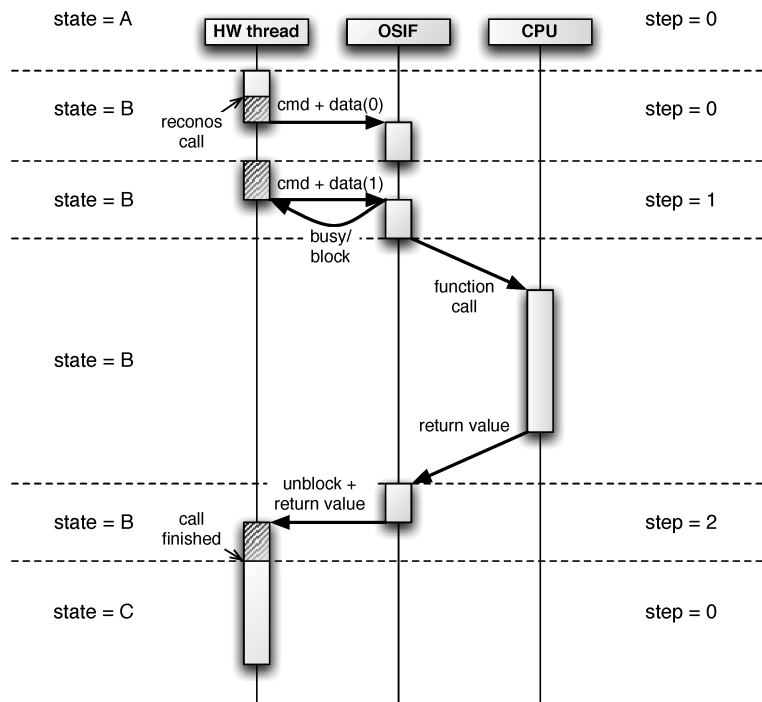 state = A
HW thread
OSIF
CPU
step = 0
state = B
reconos
call
cmd + data(0)
step = 0
state = B
cmd + data(1)
busy/
block
step = 1
function
call
state = B
return value
unblock +
return value
state = B
call
finished
step = 2
state = C
step = 0